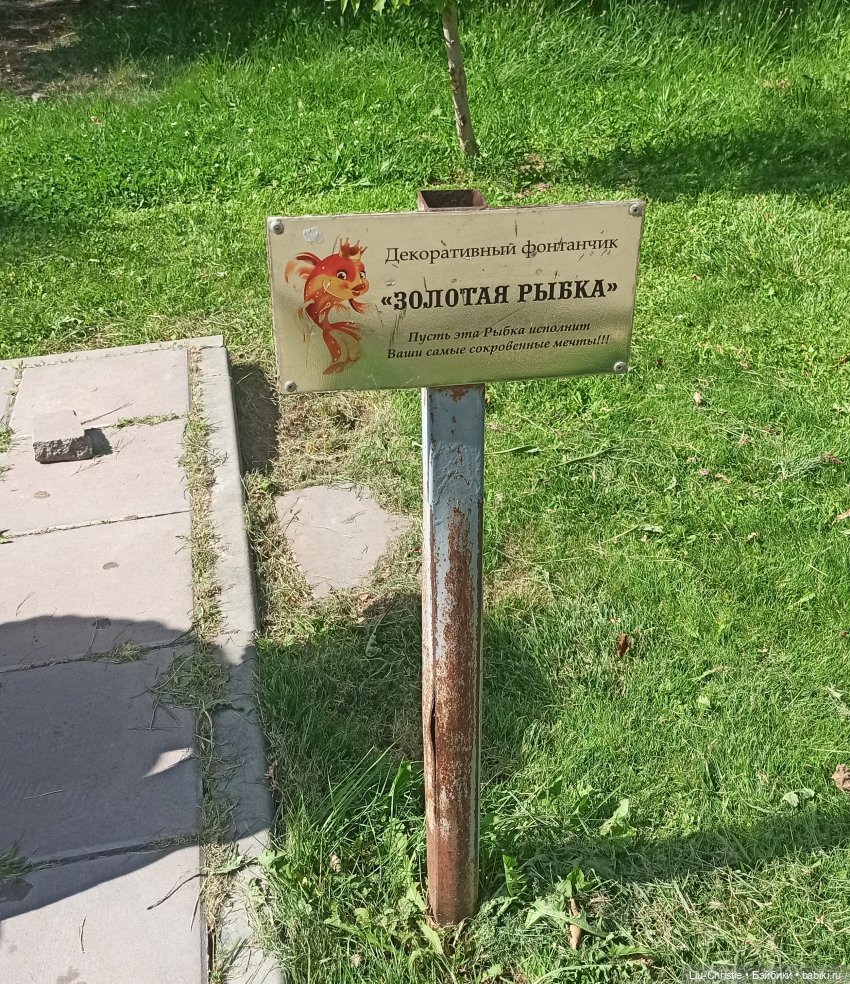 Декоративный фонтанчик
«ЗОЛОТАЯ РЫБКА»
Пусть эта Рыбка исполнит
Ваши самые сокровенные мечты!!!
Liu-Christie • Бэйбики • babiki.ru